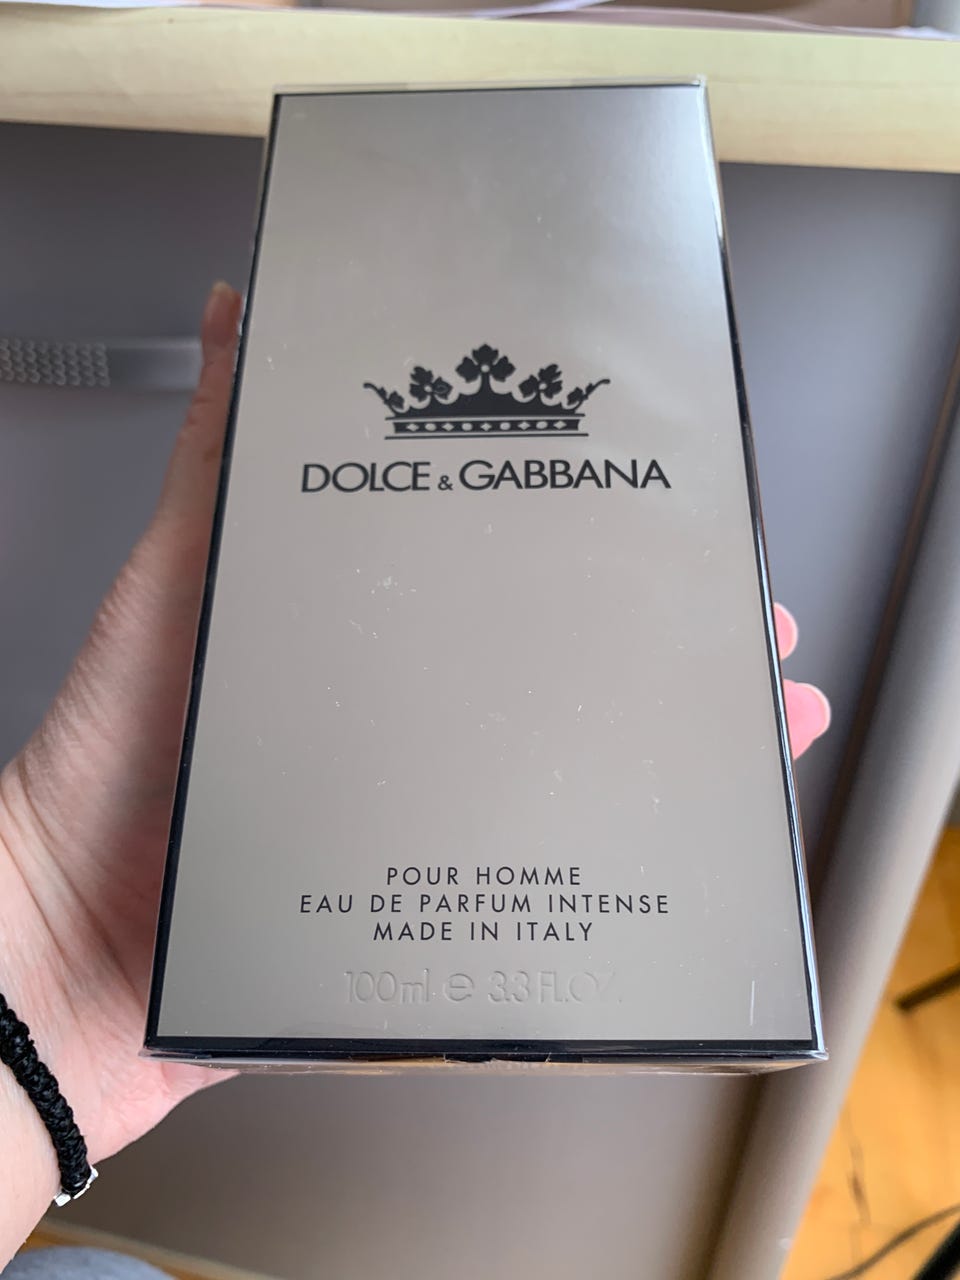 DOLCE & GABBANA
POUR HOMME
EAU DE PARFUM INTENSE
MADE IN ITALY
100ml ℮ 3.3 FL.OZ.